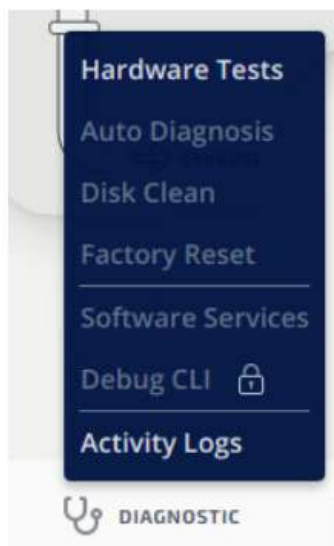 Hardware Tests
Auto Diagnosis
Disk Clean
Factory Reset
Software Services
Debug CLI
Activity Logs
DIAGNOSTIC